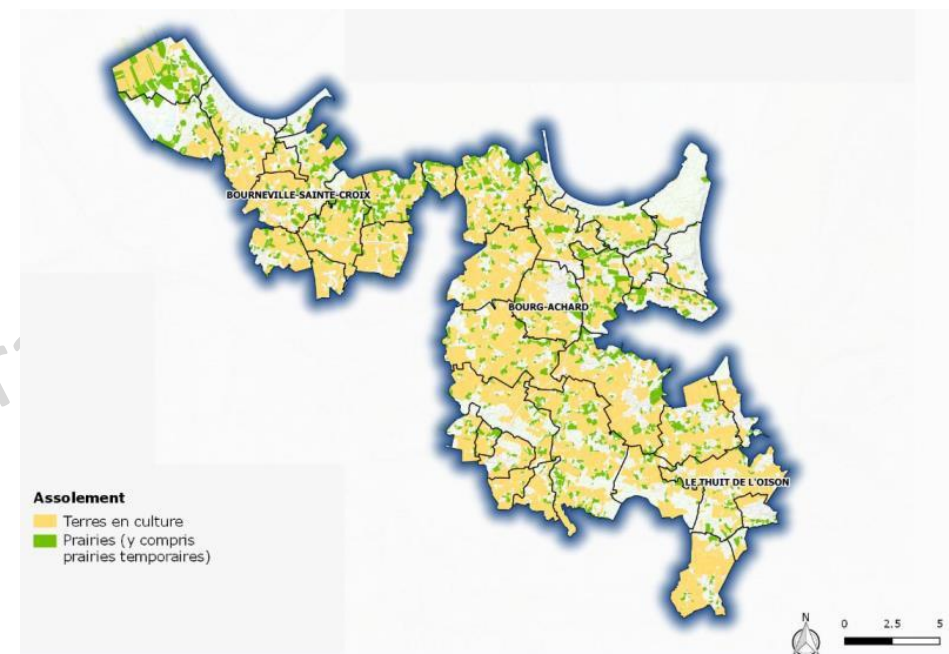 BOURNEVILLE-SAINTE-CROIX
BOURG-ACHARD
LE THUIT DE L'OISON
Assolement
Terres en culture
Prairies (y compris
prairies temporaires)
N
0 2.5 5